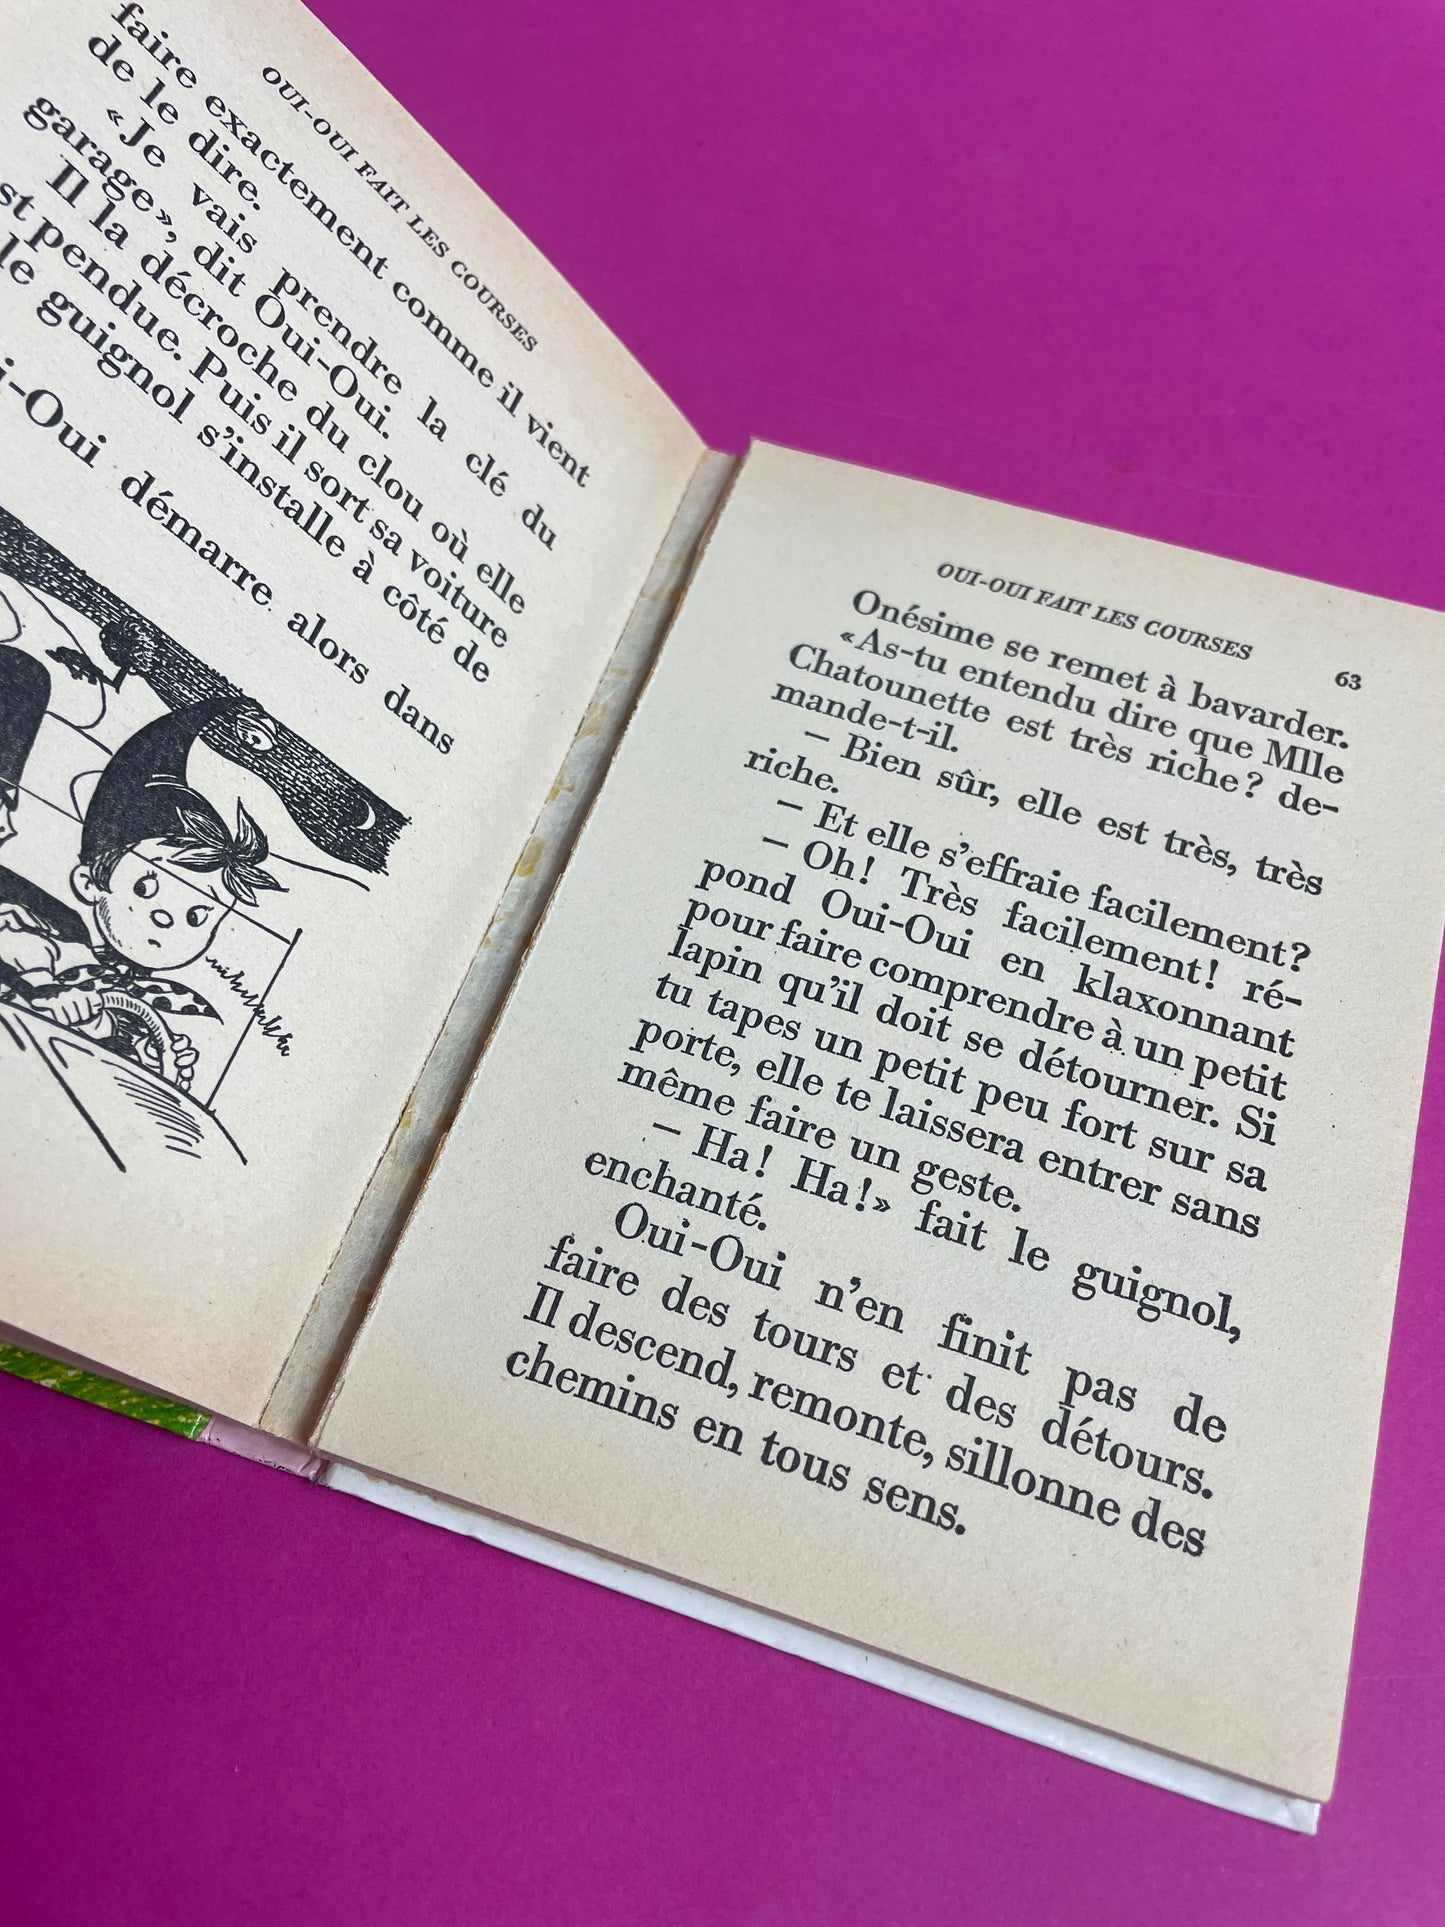 OUI-OUI FAIT LES COURSES
faire exactement comme il vient
de le dire.
«Je vais prendre la clé du
garage», dit Oui-Oui.
Il la décroche du clou où elle
pendue. Puis il sort sa voiture
le guignol s'installe à côté de
démarre alors dans
OUI-OUI FAIT LES COURSES
63
Onésime se remet à bavarder.
«As-tu entendu dire que Mlle
Chatounette est très riche? de-
mande-t-il.
— Bien sûr, elle est très, très
riche.
— Et elle s'effraie facilement?
— Oh! Très facilement! ré-
pond Oui-Oui en klaxonnant
pour faire comprendre à un petit
lapin qu'il doit se détourner. Si
tu tapes un petit peu fort sur sa
porte, elle te laissera entrer sans
même faire un geste.
— Ha! Ha!» fait le guignol,
enchanté.
Oui-Oui n'en finit pas de
faire des tours et des détours.
Il descend, remonte, sillonne des
chemins en tous sens.